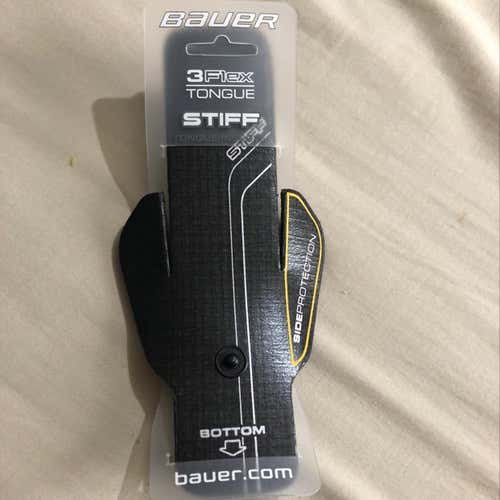 BAUER
3Flex
TONGUE
STIFF
STIFF
SIDEPROTECTION
BOTTOM
bauer.com